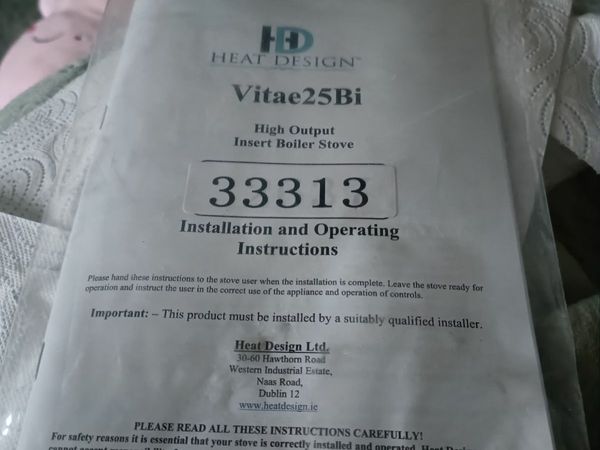 HD
HEAT DESIGN™
Vitae25Bi
High Output
Insert Boiler Stove
33313
Installation and Operating
Instructions
Please hand these instructions to the stove user when the installation is complete. Leave the stove ready for
operation and instruct the user in the correct use of the appliance and operation of controls.
Important: – This product must be installed by a suitably qualified installer.
Heat Design Ltd.
30-60 Hawthorn Road
Western Industrial Estate,
Naas Road,
Dublin 12
www.heatdesign.ie
PLEASE READ ALL THESE INSTRUCTIONS CAREFULLY!
For safety reasons it is essential that your stove is correctly installed and operated. Heat